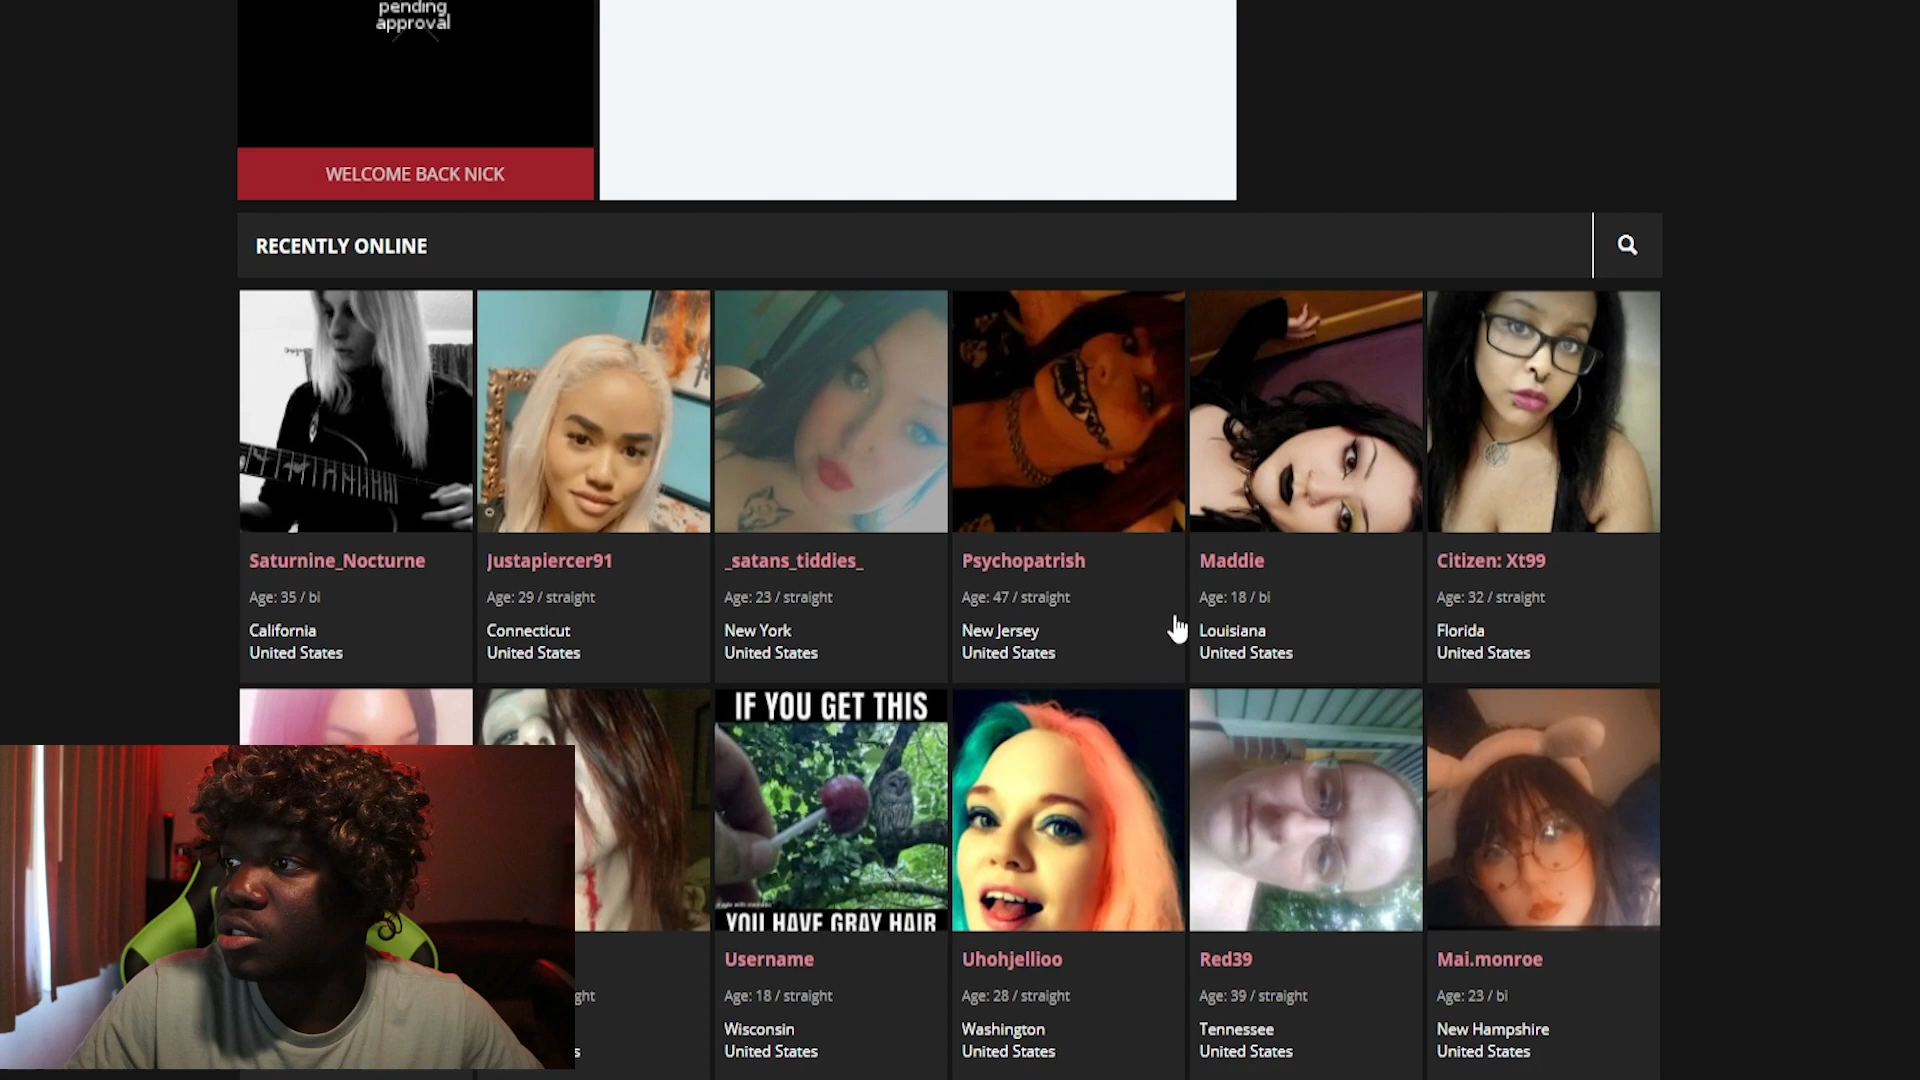 pending
approval
WELCOME BACK NICK
RECENTLY ONLINE
Saturnine_Nocturne
Age: 35 / bi
California
United States
Justapiercer91
Age: 29 / straight
Connecticut
United States
_satans_tiddies_
Age: 23 / straight
New York
United States
Psychopatrish
Age: 47 / straight
New Jersey
United States
Maddie
Age: 18 / bi
Louisiana
United States
Citizen: Xt99
Age: 32 / straight
Florida
United States
ght
s
IF YOU GET THIS
YOU HAVE GRAY HAIR
Username
Age: 18 / straight
Wisconsin
United States
Uhohjellioo
Age: 28 / straight
Washington
United States
Red39
Age: 39 / straight
Tennessee
United States
Mai.monroe
Age: 23 / bi
New Hampshire
United States